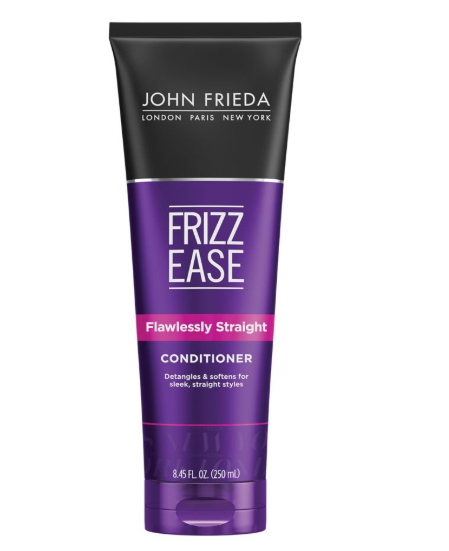 JOHN FRIEDA
LONDON PARIS NEW YORK
FRIZZ
EASE
Flawlessly Straight
CONDITIONER
Detangles & softens for
sleek, straight styles
8.45 FL. OZ. (250 mL)